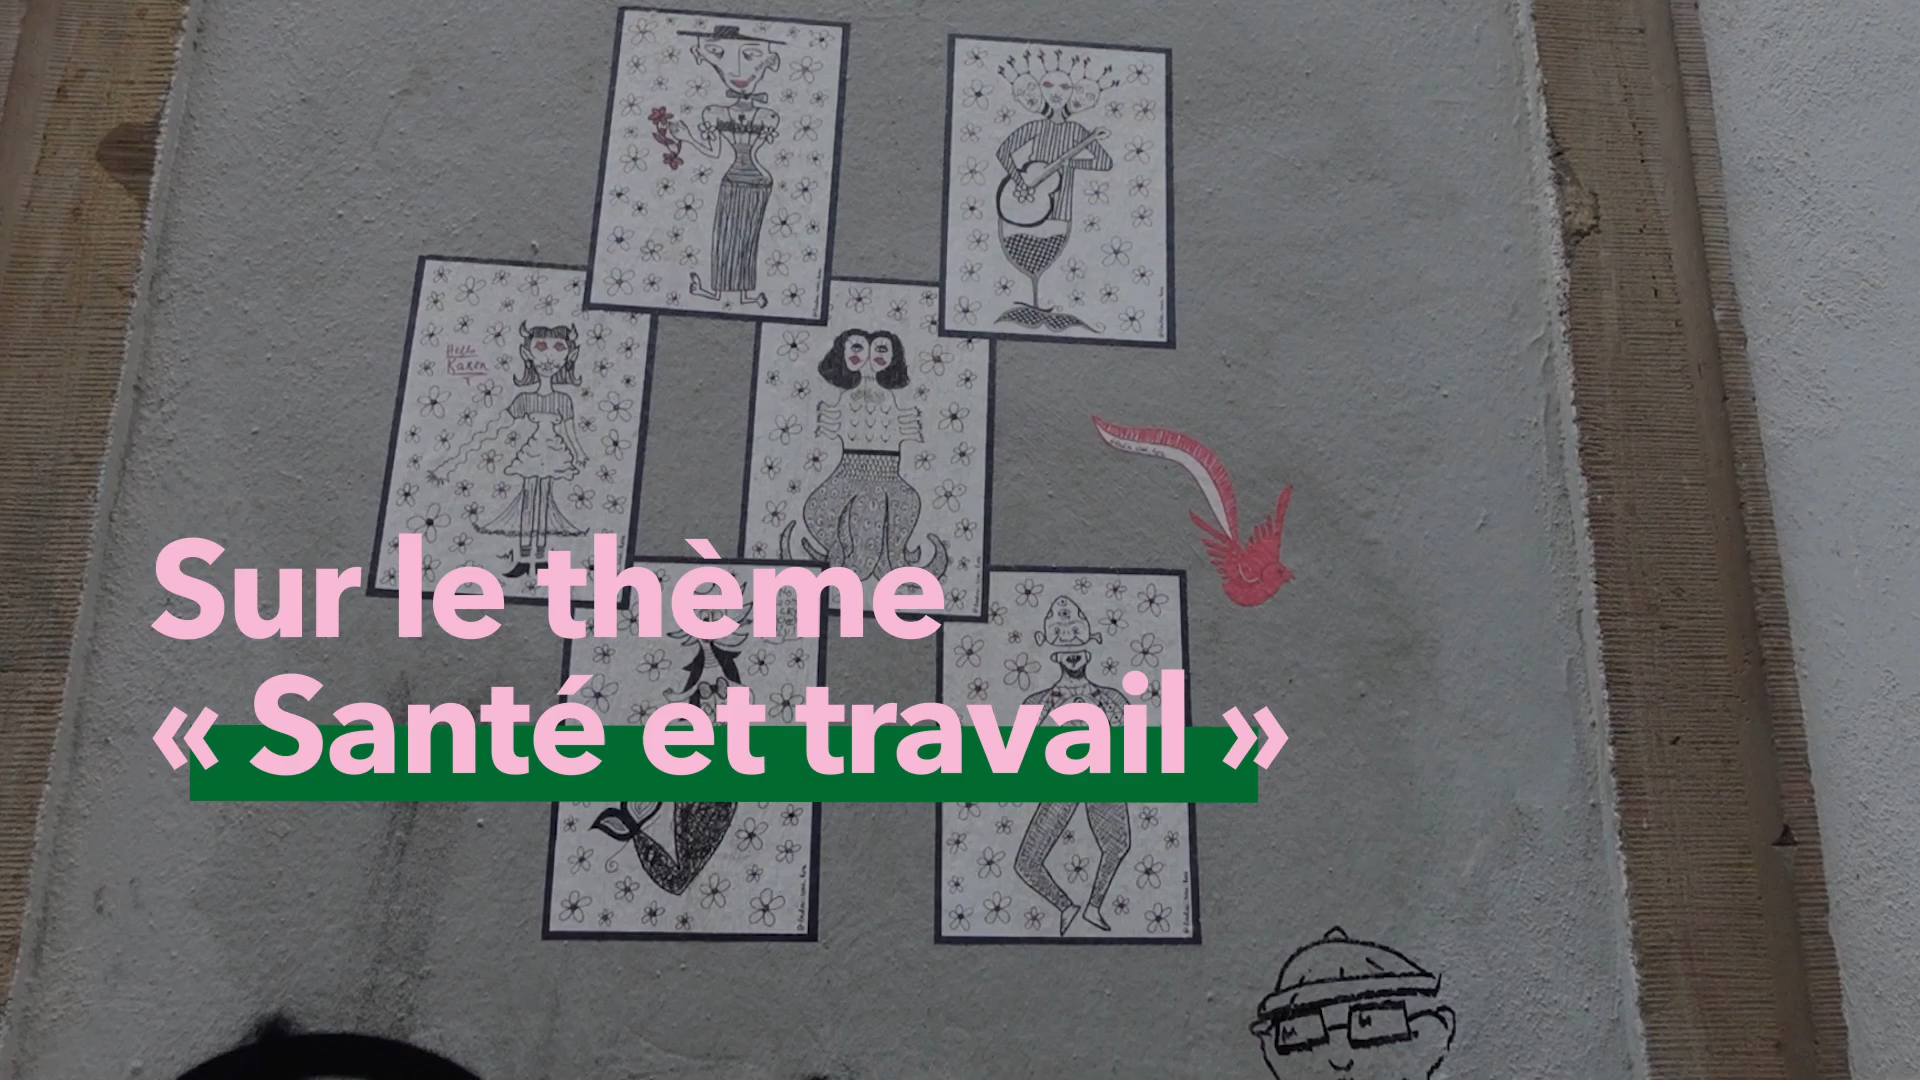 Hello
Karen
Sur le thème
« Santé et travail »